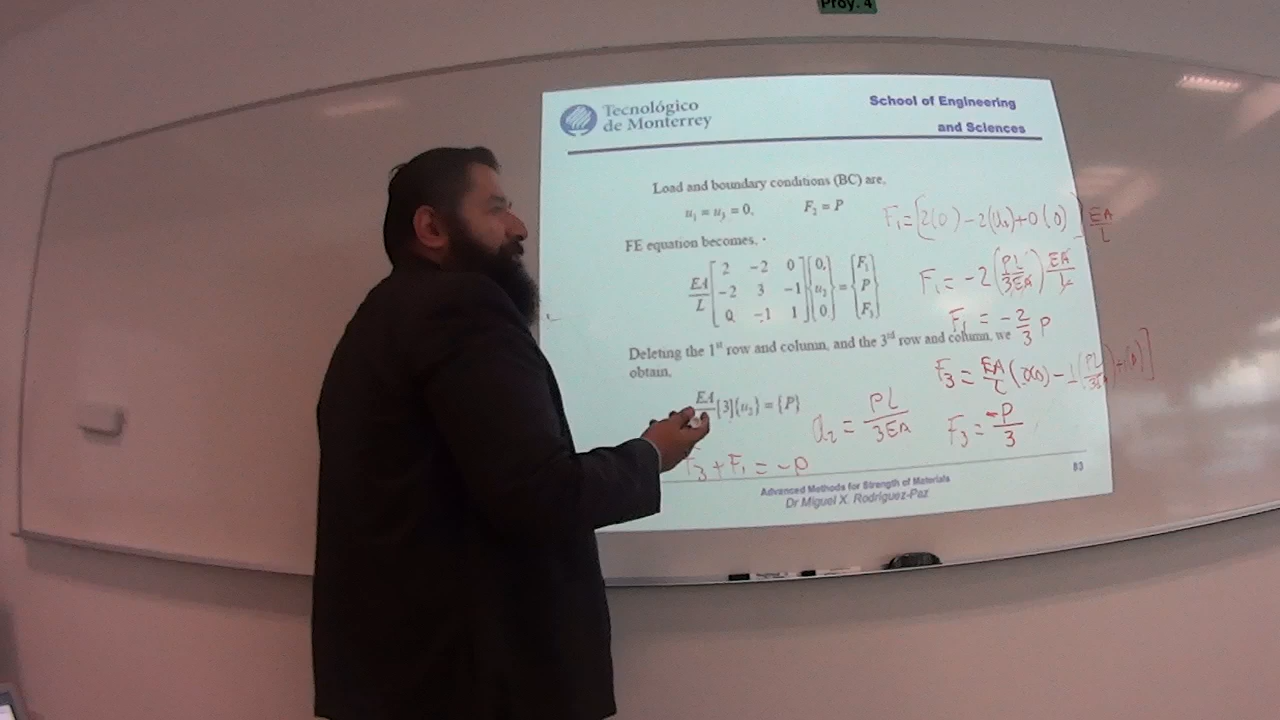 Proy. 4
Tecnológico
de Monterrey
School of Engineering
and Sciences
Load and boundary conditions (BC) are,
u₁ = u₃ = 0, F₂ = P
F₁ = [2(0) − 2(u₂) + 0(0)] EA/L
FE equation becomes,
EA/L [2 −2 0; −2 3 −1; 0 −1 1] {0; u₂; 0} = {F₁; P; F₃}
F₁ = −2 (PL/3EA) EA/L
F₁ = −2/3 P
Deleting the 1ˢᵗ row and column, and the 3ʳᵈ row and column, we
obtain,
F₃ = EA/L (0(0) − 1(PL/3E) + (0)]
EA [3]{u₂} = {P}
u₂ = PL/3EA
F₃ = −P/3
F₃ + F₁ = −P
83
Advanced Methods for Strength of Materials
Dr Miguel X. Rodríguez-Paz